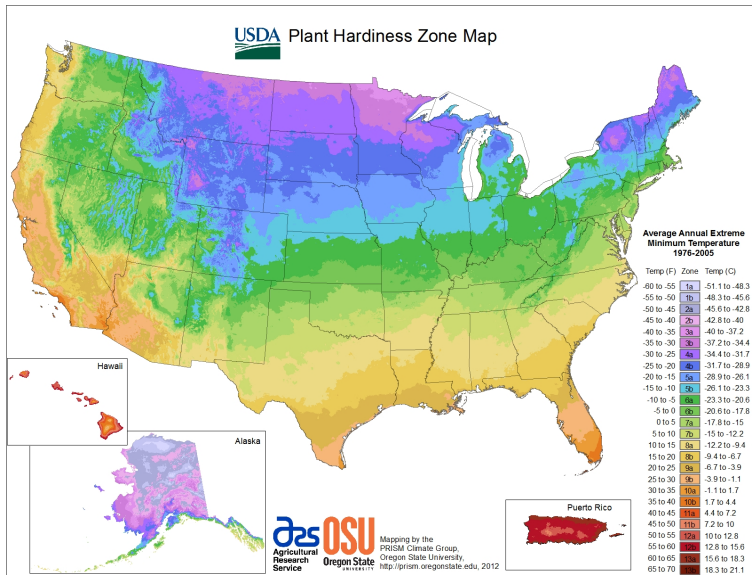 USDA Plant Hardiness Zone Map
Average Annual Extreme
Minimum Temperature
1976-2005
Temp (F) Zone Temp (C)
-60 to -55 1a -51.1 to -48.3
-55 to -50 1b -48.3 to -45.6
-50 to -45 2a -45.6 to -42.8
-45 to -40 2b -42.8 to -40
-40 to -35 3a -40 to -37.2
-35 to -30 3b -37.2 to -34.4
-30 to -25 4a -34.4 to -31.7
-25 to -20 4b -31.7 to -28.9
-20 to -15 5a -28.9 to -26.1
-15 to -10 5b -26.1 to -23.3
-10 to -5 6a -23.3 to -20.6
-5 to 0 6b -20.6 to -17.8
0 to 5 7a -17.8 to -15
5 to 10 7b -15 to -12.2
10 to 15 8a -12.2 to -9.4
15 to 20 8b -9.4 to -6.7
20 to 25 9a -6.7 to -3.9
25 to 30 9b -3.9 to -1.1
30 to 35 10a -1.1 to 1.7
35 to 40 10b 1.7 to 4.4
40 to 45 11a 4.4 to 7.2
45 to 50 11b 7.2 to 10
50 to 55 12a 10 to 12.8
55 to 60 12b 12.8 to 15.6
60 to 65 13a 15.6 to 18.3
65 to 70 13b 18.3 to 21.1
Hawaii
Alaska
Puerto Rico
ars
Agricultural
Research
Service
OSU
Oregon State
UNIVERSITY
Mapping by the
PRISM Climate Group,
Oregon State University,
http://prism.oregonstate.edu, 2012